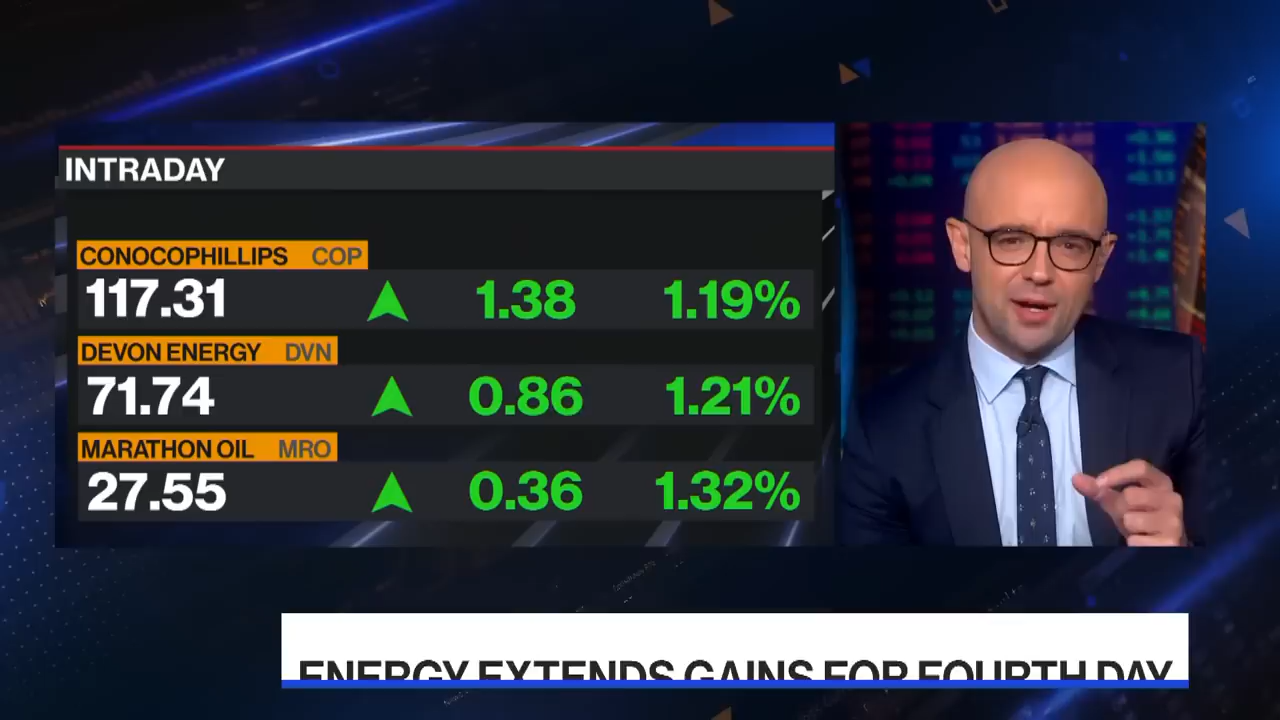 INTRADAY
CONOCOPHILLIPS COP
117.31 ▲ 1.38 1.19%
DEVON ENERGY DVN
71.74 ▲ 0.86 1.21%
MARATHON OIL MRO
27.55 ▲ 0.36 1.32%
ENERGY EXTENDS GAINS FOR FOURTH DAY